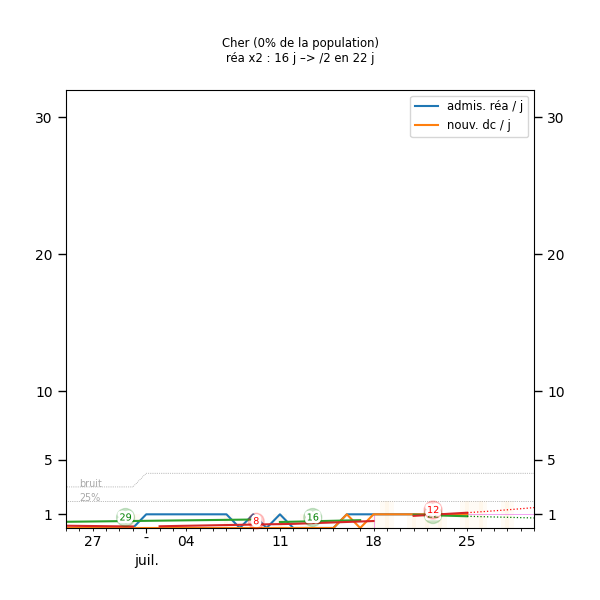 Cher (0% de la population)
réa x2 : 16 j –> /2 en 22 j
admis. réa / j
nouv. dc / j
30 30
20 20
10 10
5 5
bruit
25%
1 1
29 8 16 12
27 - 04 11 18 25
juil.